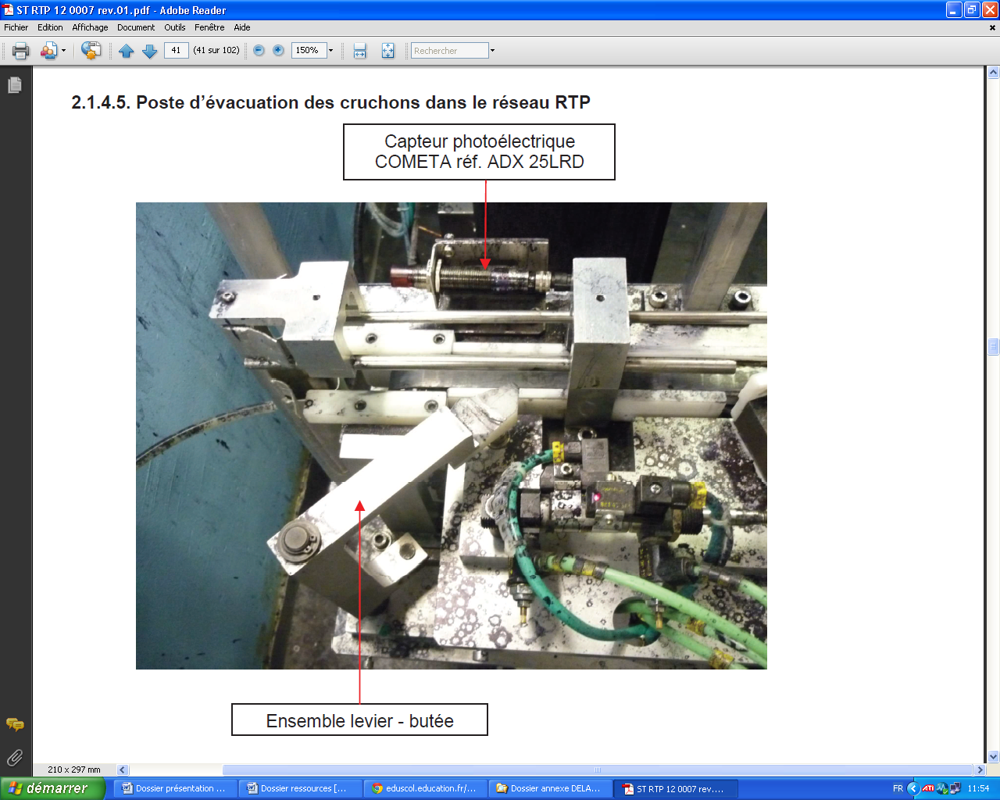 ST RTP 12 0007 rev.01.pdf - Adobe Reader
Fichier Edition Affichage Document Outils Fenêtre Aide
41 (41 sur 102) 150% Rechercher
2.1.4.5. Poste d'évacuation des cruchons dans le réseau RTP
Capteur photoélectrique
COMETA réf. ADX 25LRD
Ensemble levier - butée
210 x 297 mm
démarrer Dossier présentation ... Dossier ressources [... eduscol.education.fr/... Dossier annexe DELA... ST RTP 12 0007 rev.... FR ATI 11:54